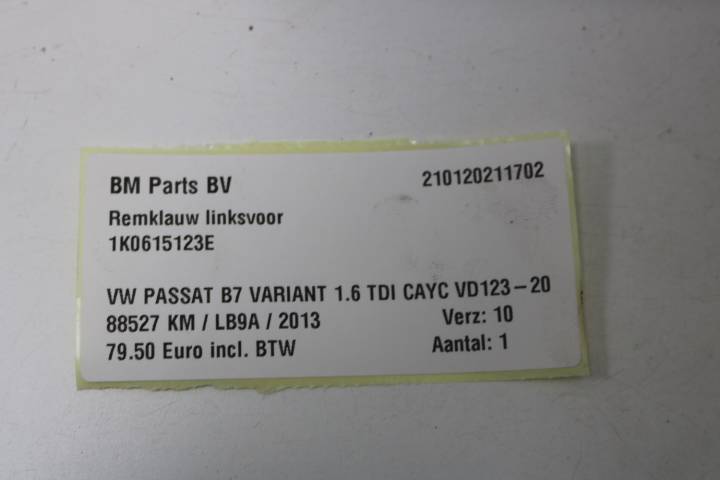 BM Parts BV 210120211702
Remklauw linksvoor
1K0615123E
VW PASSAT B7 VARIANT 1.6 TDI CAYC VD123-20
88527 KM / LB9A / 2013 Verz: 10
79.50 Euro incl. BTW Aantal: 1